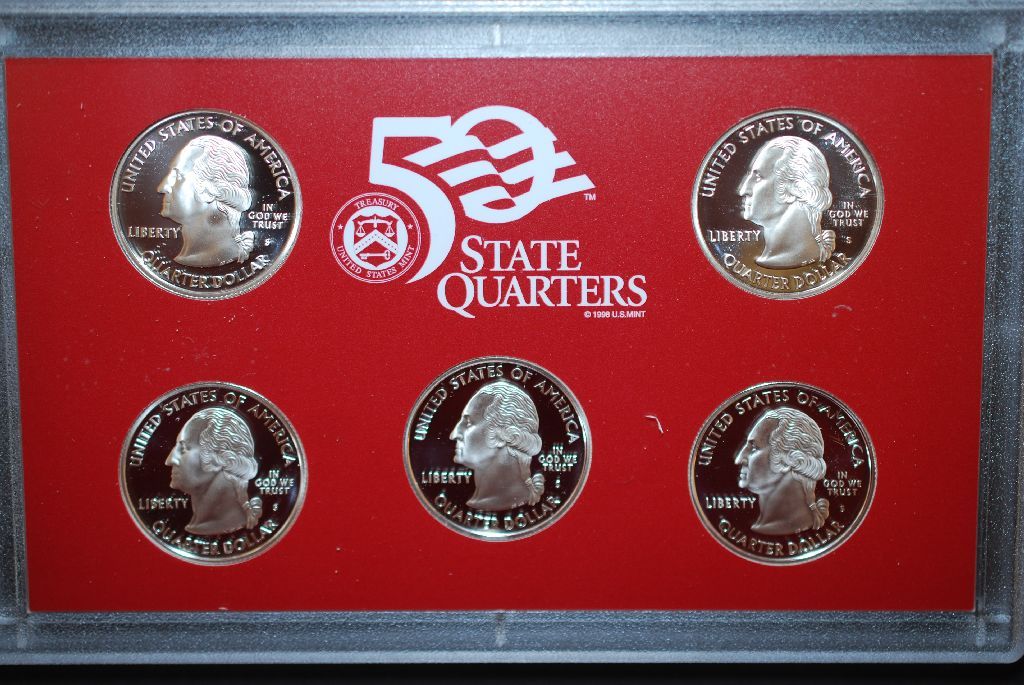 UNITED STATES OF AMERICA
LIBERTY
IN
GOD WE
TRUST
S
QUARTER DOLLAR
50
TM
TREASURY
UNITED STATES MINT
STATE
QUARTERS
© 1998 U.S.MINT
UNITED STATES OF AMERICA
LIBERTY
IN
GOD WE
TRUST
S
QUARTER DOLLAR
UNITED STATES OF AMERICA
LIBERTY
IN
GOD WE
TRUST
S
QUARTER DOLLAR
UNITED STATES OF AMERICA
LIBERTY
IN
GOD WE
TRUST
S
QUARTER DOLLAR
UNITED STATES OF AMERICA
LIBERTY
IN
GOD WE
TRUST
S
QUARTER DOLLAR